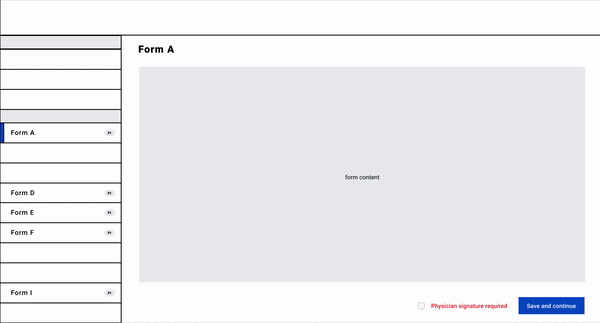 Form A
Form A PI
Form D PI
Form E PI
Form F PI
Form I PI
form content
Physician signature required
Save and continue